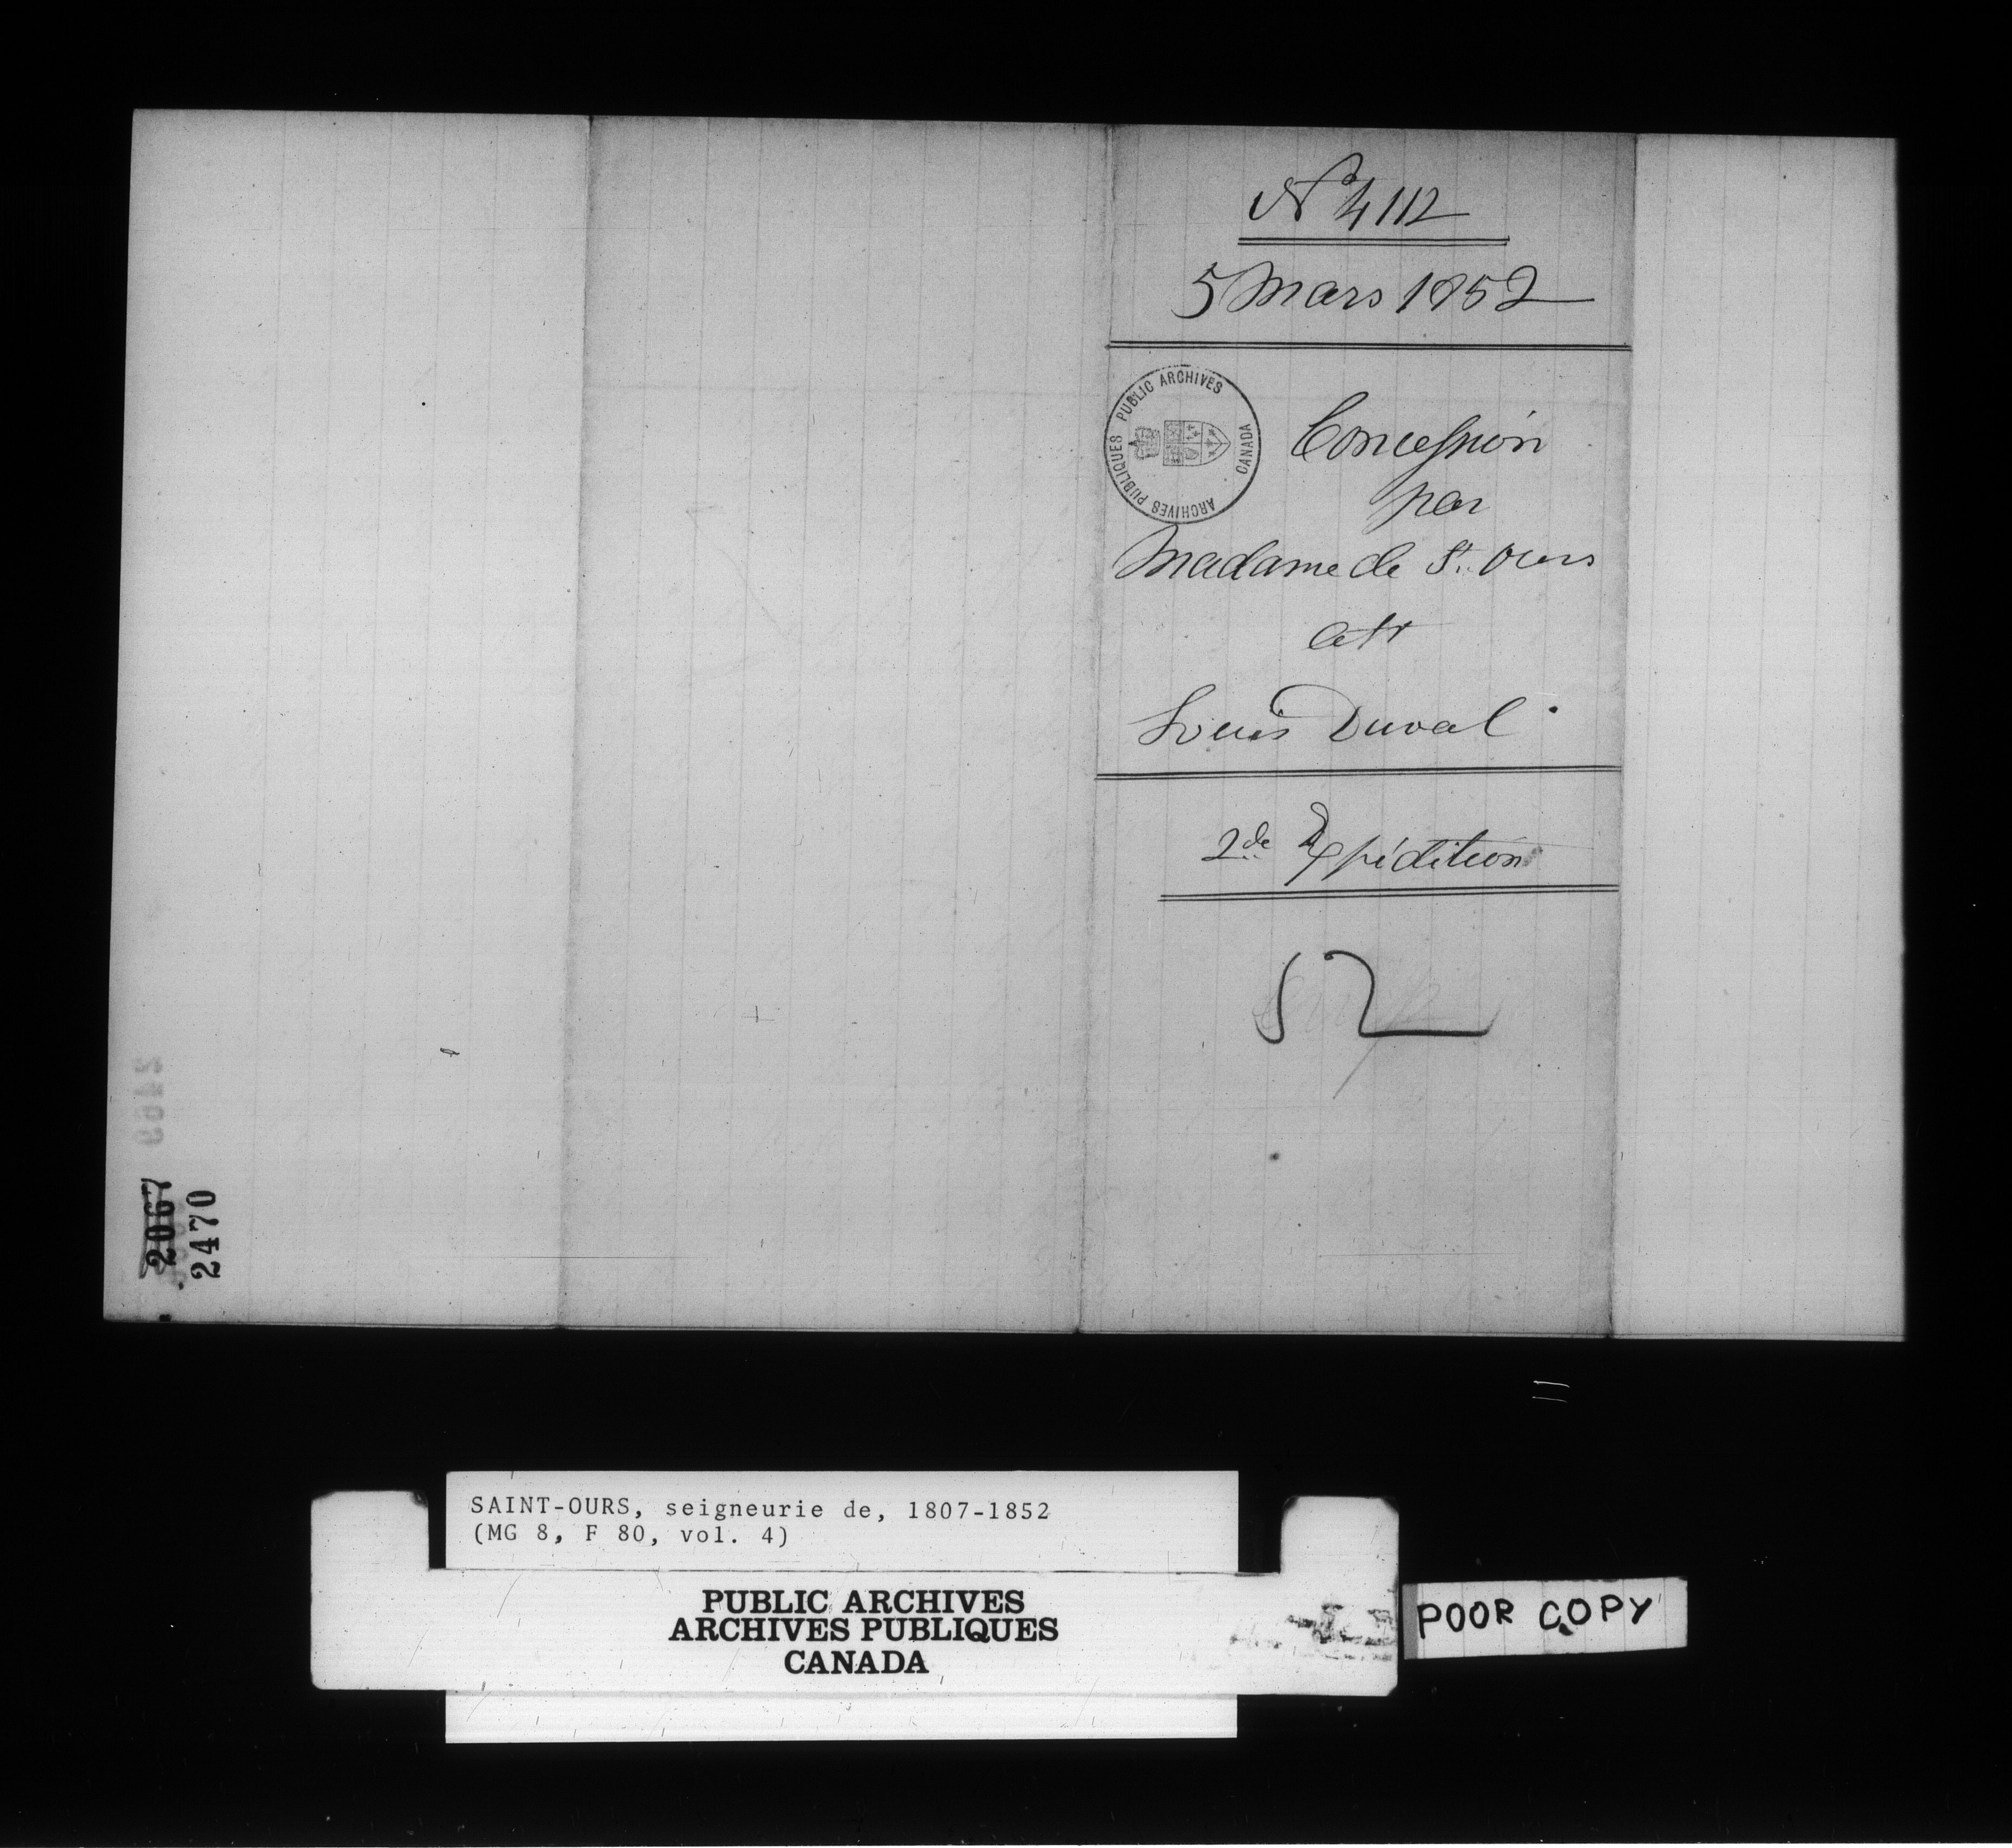 N° 4112
5 Mars 1852
PUBLIC ARCHIVES
ARCHIVES PUBLIQUES
CANADA
Concession
par
Madame de St. Ours
à
Louis Duval
2de Expédition
52
2469
2067
2470
SAINT-OURS, seigneurie de, 1807-1852
(MG 8, F 80, vol. 4)
PUBLIC ARCHIVES
ARCHIVES PUBLIQUES
CANADA
POOR COPY